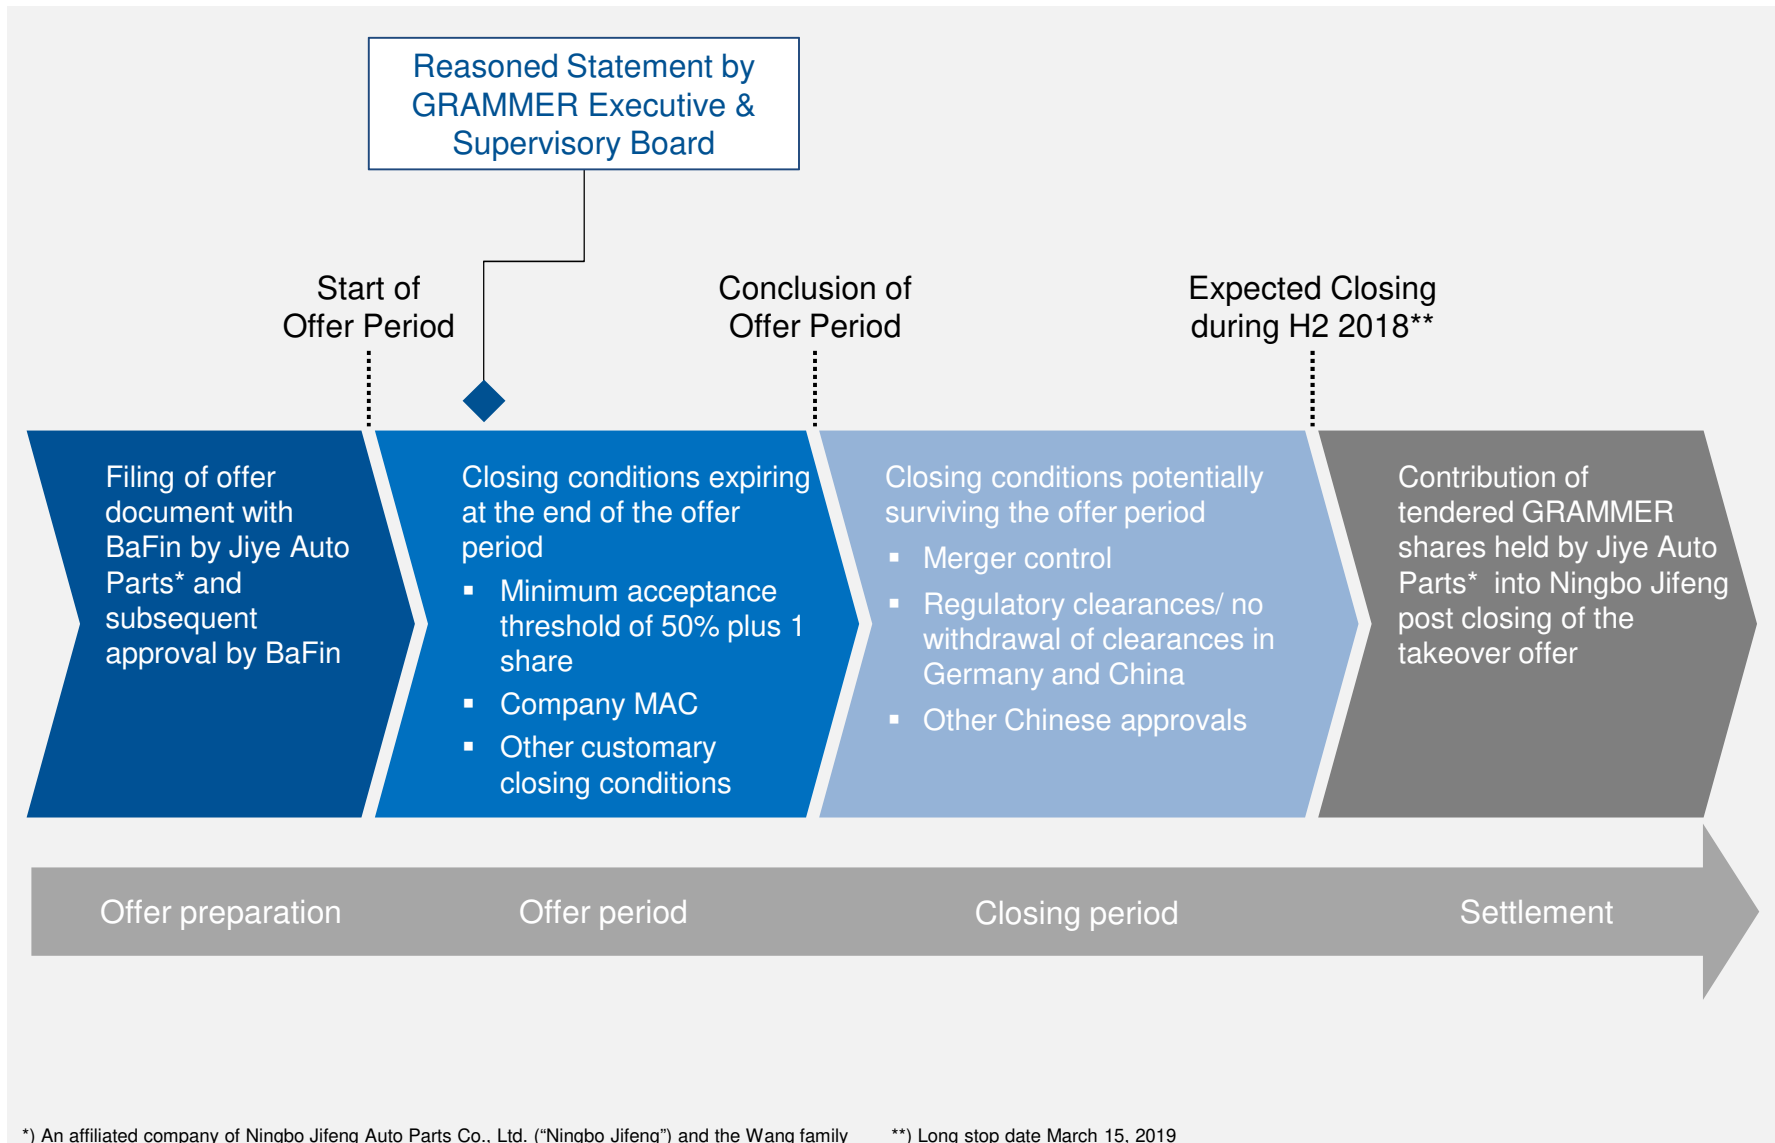 Reasoned Statement by
GRAMMER Executive &
Supervisory Board
Start of
Offer Period
Conclusion of
Offer Period
Expected Closing
during H2 2018**
Filing of offer
document with
BaFin by Jiye Auto
Parts* and
subsequent
approval by BaFin
Closing conditions expiring
at the end of the offer
period
▪ Minimum acceptance
threshold of 50% plus 1
share
▪ Company MAC
▪ Other customary
closing conditions
Closing conditions potentially
surviving the offer period
▪ Merger control
▪ Regulatory clearances/ no
withdrawal of clearances in
Germany and China
▪ Other Chinese approvals
Contribution of
tendered GRAMMER
shares held by Jiye Auto
Parts* into Ningbo Jifeng
post closing of the
takeover offer
Offer preparation
Offer period
Closing period
Settlement
*) An affiliated company of Ningbo Jifeng Auto Parts Co., Ltd. (“Ningbo Jifeng”) and the Wang family
**) Long stop date March 15, 2019